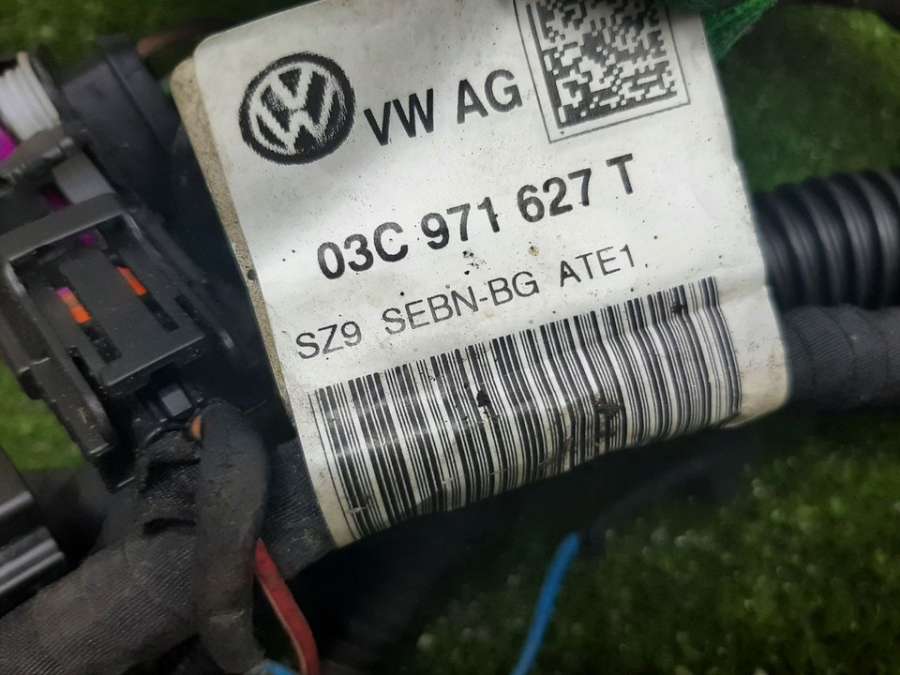 VW AG
03C 971 627 T
SZ9 SEBN-BG ATE1